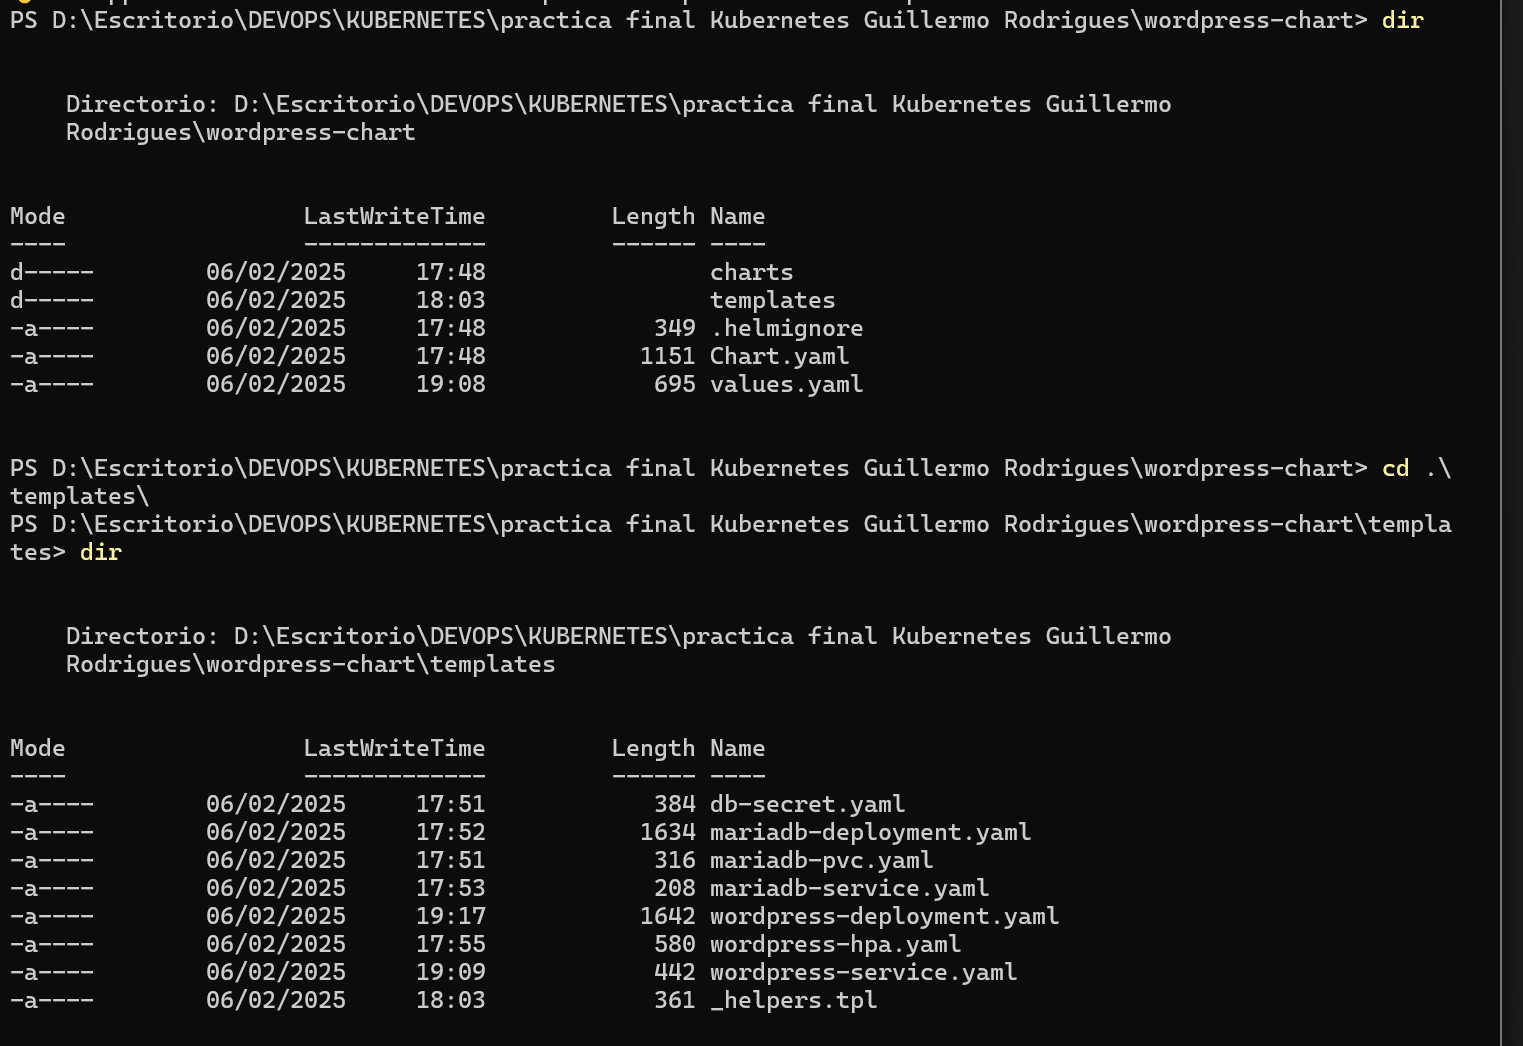 PS D:\Escritorio\DEVOPS\KUBERNETES\practica final Kubernetes Guillermo Rodrigues\wordpress-chart> dir
Directorio: D:\Escritorio\DEVOPS\KUBERNETES\practica final Kubernetes Guillermo
Rodrigues\wordpress-chart
Mode LastWriteTime Length Name
---- ------------- ------ ----
d----- 06/02/2025 17:48 charts
d----- 06/02/2025 18:03 templates
-a---- 06/02/2025 17:48 349 .helmignore
-a---- 06/02/2025 17:48 1151 Chart.yaml
-a---- 06/02/2025 19:08 695 values.yaml
PS D:\Escritorio\DEVOPS\KUBERNETES\practica final Kubernetes Guillermo Rodrigues\wordpress-chart> cd .\
templates\
PS D:\Escritorio\DEVOPS\KUBERNETES\practica final Kubernetes Guillermo Rodrigues\wordpress-chart\templa
tes> dir
Directorio: D:\Escritorio\DEVOPS\KUBERNETES\practica final Kubernetes Guillermo
Rodrigues\wordpress-chart\templates
Mode LastWriteTime Length Name
---- ------------- ------ ----
-a---- 06/02/2025 17:51 384 db-secret.yaml
-a---- 06/02/2025 17:52 1634 mariadb-deployment.yaml
-a---- 06/02/2025 17:51 316 mariadb-pvc.yaml
-a---- 06/02/2025 17:53 208 mariadb-service.yaml
-a---- 06/02/2025 19:17 1642 wordpress-deployment.yaml
-a---- 06/02/2025 17:55 580 wordpress-hpa.yaml
-a---- 06/02/2025 19:09 442 wordpress-service.yaml
-a---- 06/02/2025 18:03 361 _helpers.tpl